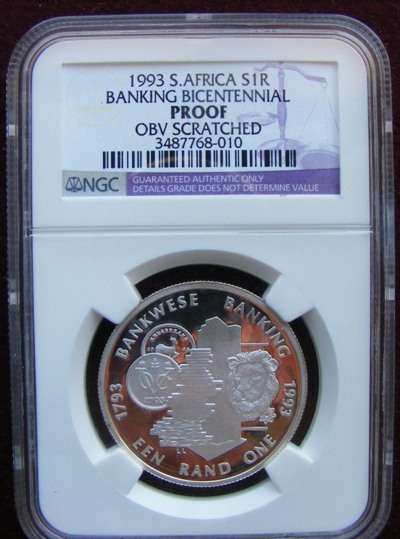 1993 S.AFRICA S1R
BANKING BICENTENNIAL
PROOF
OBV SCRATCHED
3487768-010
NGC
GUARANTEED AUTHENTIC ONLY
DETAILS GRADE DOES NOT DETERMINE VALUE
BANKWESE BANKING
1793
1993
EEN RAND ONE